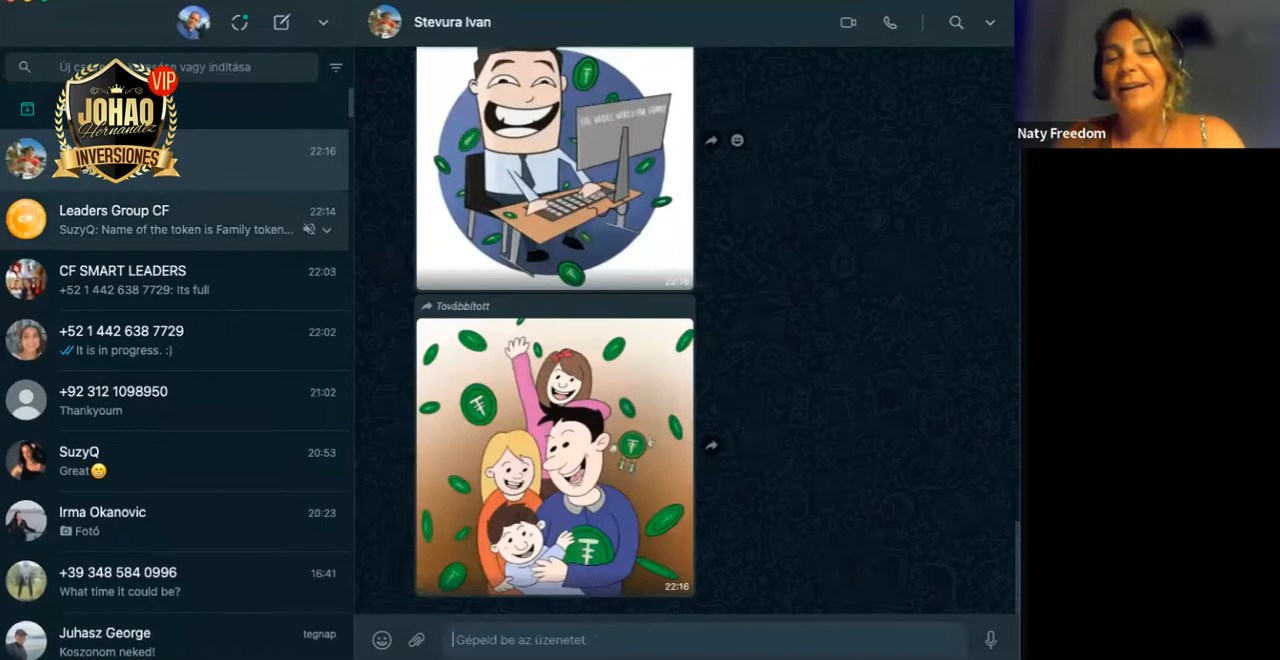 Stevura Ivan
Új cs
vagy indítása
VIP
JOHAO
Hernandez
INVERSIONES
22:16
Leaders Group CF
22:14
SuzyQ: Name of the token is Family token...
CF SMART LEADERS
22:03
+52 1 442 638 7729: Its full
+52 1 442 638 7729
22:02
It is in progress. :)
+92 312 1098950
21:02
Thankyoum
SuzyQ
20:53
Great😁
Irma Okanovic
20:23
Fotó
+39 348 584 0996
16:41
What time it could be?
Juhasz George
tegnap
Koszonom neked!
22:16
Továbbított
22:16
Gépeld be az üzenetet
Naty Freedom